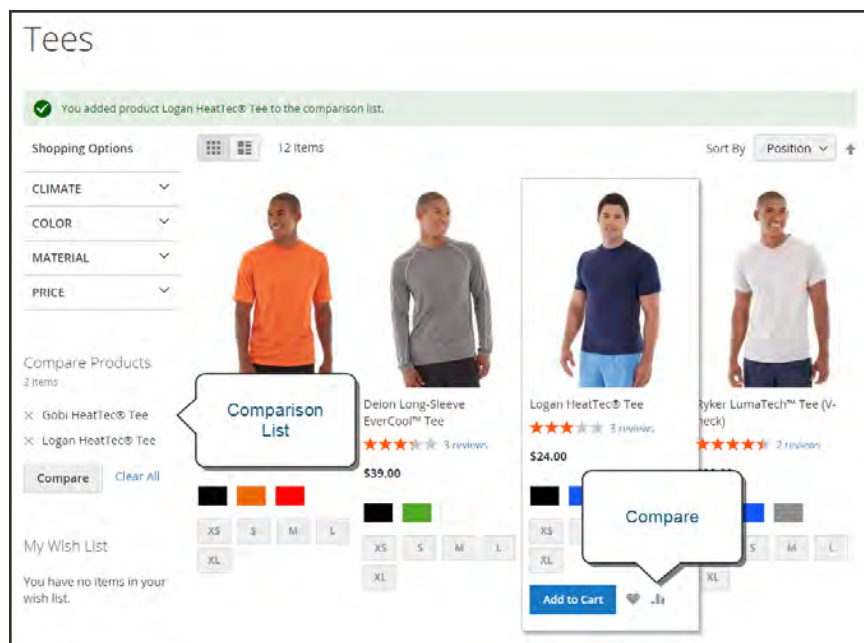 Tees
You added product Logan HeatTec® Tee to the comparison list.
Shopping Options
12 Items
Sort By
Position
CLIMATE
COLOR
MATERIAL
PRICE
Compare Products
2 items
× Gobi HeatTec® Tee
× Logan HeatTec® Tee
Compare
Clear All
My Wish List
You have no items in your
wish list.
Comparison
List
XS S M L
XL
Deion Long-Sleeve
EverCool™ Tee
3 reviews
$39.00
XS S M L
XL
Logan HeatTec® Tee
3 reviews
$24.00
XS
XL
Compare
Add to Cart
Ryker LumaTech™ Tee (V-
neck)
2 reviews
S M L
XL